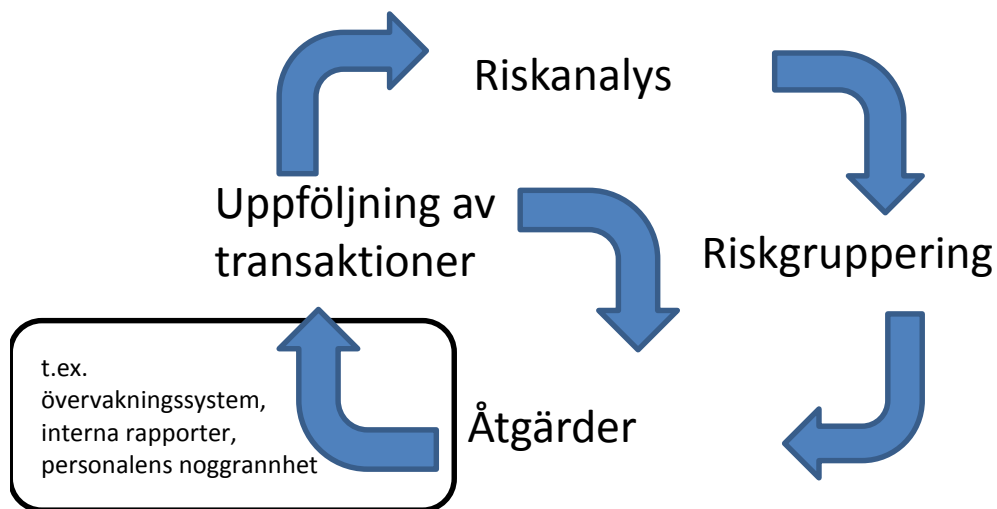 Riskanalys
Uppföljning av
transaktioner
Riskgruppering
t.ex.
övervakningssystem,
interna rapporter,
personalens noggrannhet
Åtgärder